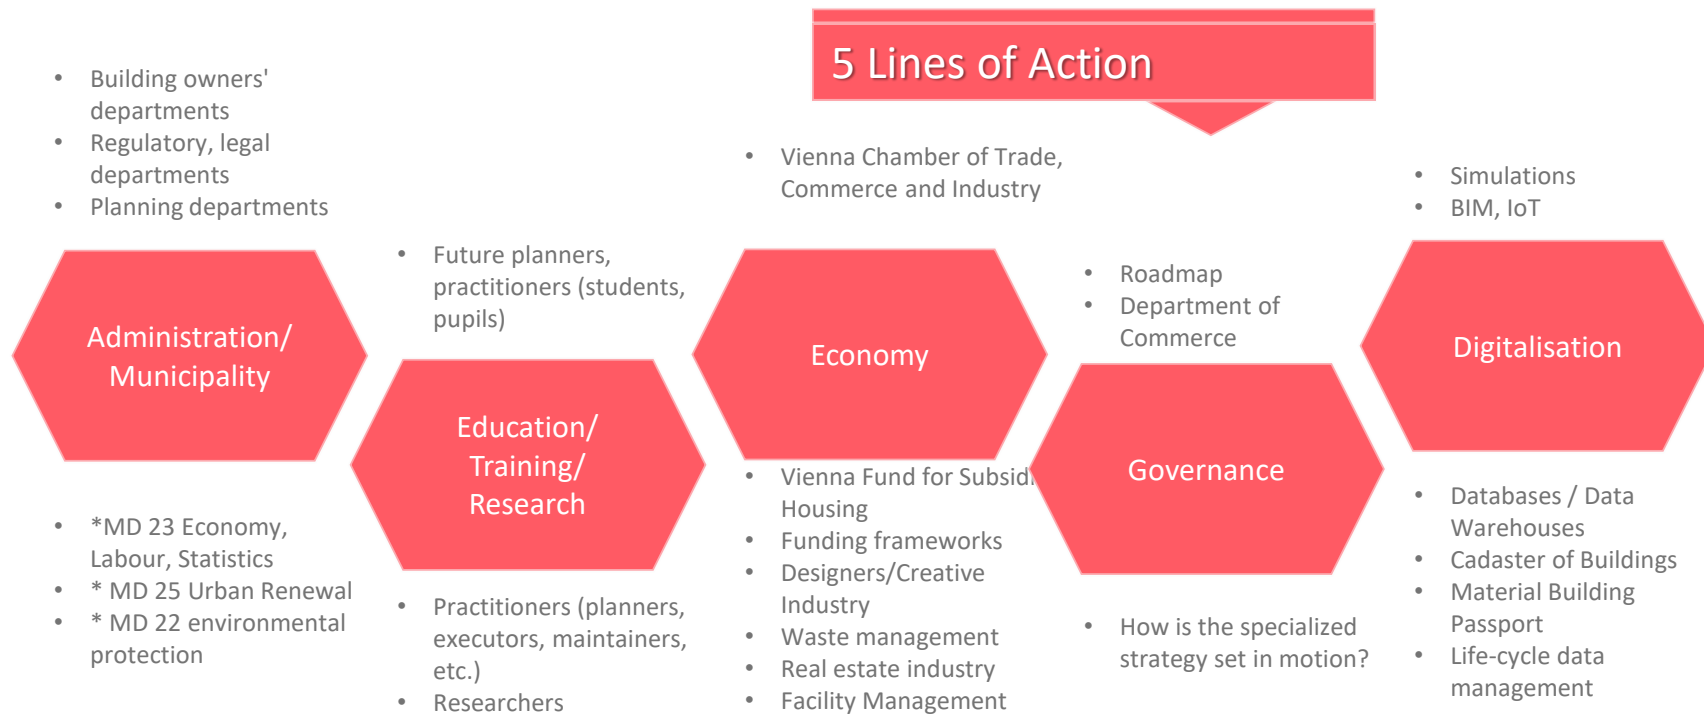 5 Lines of Action
• Building owners'
departments
• Regulatory, legal
departments
• Planning departments
Administration/
Municipality
• *MD 23 Economy,
Labour, Statistics
• * MD 25 Urban Renewal
• * MD 22 environmental
protection
• Future planners,
practitioners (students,
pupils)
Education/
Training/
Research
• Practitioners (planners,
executors, maintainers,
etc.)
• Researchers
• Vienna Chamber of Trade,
Commerce and Industry
Economy
• Vienna Fund for
Housing
• Funding frameworks
• Designers/Creative
Industry
• Waste management
• Real estate industry
• Facility Management
• Roadmap
• Department of
Commerce
Governance
• How is the specialized
strategy set in motion?
• Simulations
• BIM, IoT
Digitalisation
• Databases / Data
Warehouses
• Cadaster of Buildings
• Material Building
Passport
• Life-cycle data
management